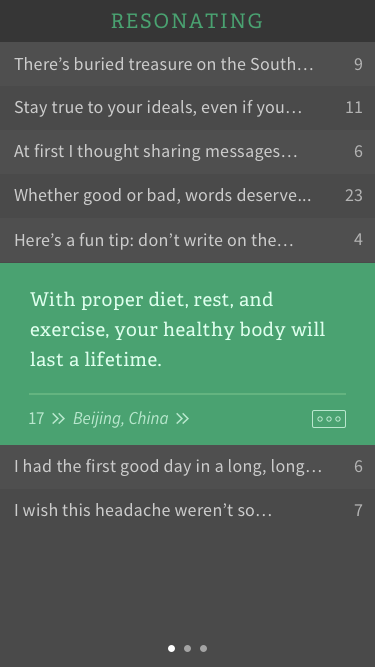 RESONATING
There’s buried treasure on the South… 9
Stay true to your ideals, even if you… 11
At first I thought sharing messages… 6
Whether good or bad, words deserve... 23
Here’s a fun tip: don’t write on the… 4
With proper diet, rest, and
exercise, your healthy body will
last a lifetime.
17 » Beijing, China »
I had the first good day in a long, long… 6
I wish this headache weren’t so… 7